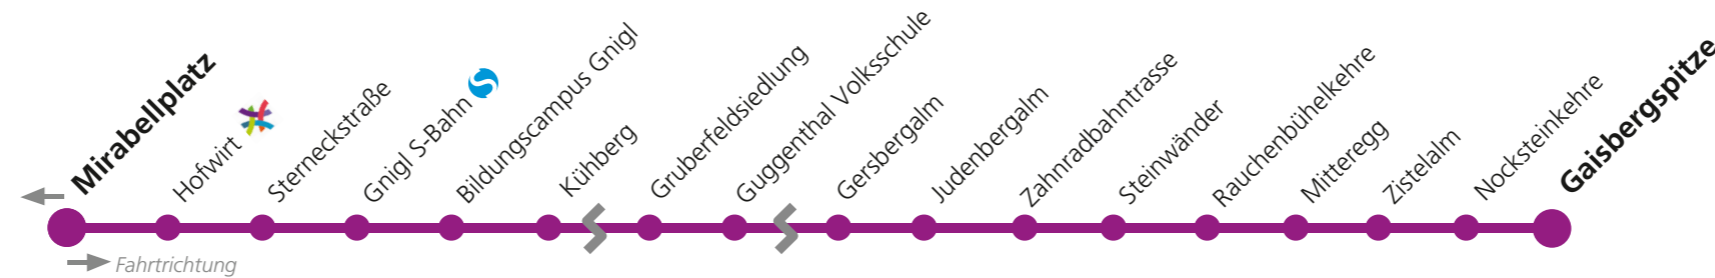 Mirabellplatz
Hofwirt
Sterneckstraße
Gnigl S-Bahn
Bildungscampus Gnigl
Kühberg
Gruberfeldsiedlung
Guggenthal Volksschule
Gersbergalm
Judenbergalm
Zahnradbahntrasse
Steinwänder
Rauchenbühelkehre
Mitteregg
Zistelalm
Nocksteinkehre
Gaisbergspitze
Fahrtrichtung